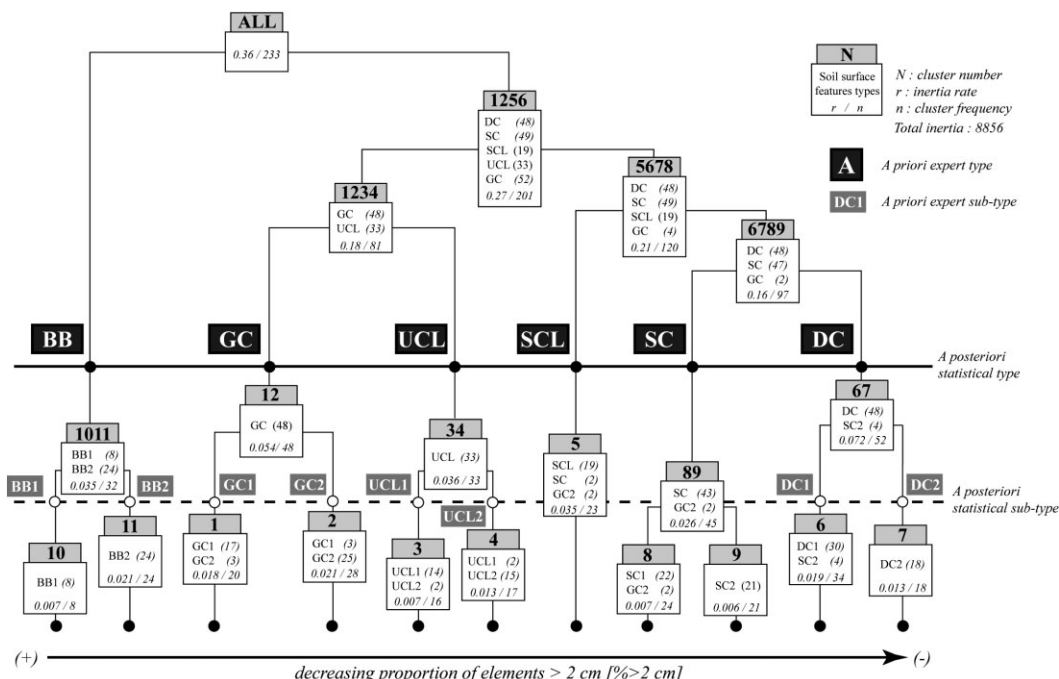 ALL
0.36 / 233
1256
DC (48)
SC (49)
SCL (19)
UCL (33)
GC (52)
0.27 / 201
N
Soil surface
features types
r / n
N : cluster number
r : inertia rate
n : cluster frequency
Total inertia : 8856
A
A priori expert type
DC1
A priori expert sub-type
1234
GC (48)
UCL (33)
0.18 / 81
5678
DC (48)
SC (49)
SCL (19)
GC (4)
0.21 / 120
6789
DC (48)
SC (47)
GC (2)
0.16 / 97
BB
GC
UCL
SCL
SC
DC
A posteriori
statistical type
1011
BB1 (8)
BB2 (24)
0.035 / 32
12
GC (48)
0.054/ 48
34
UCL (33)
0.036 / 33
5
SCL (19)
SC (2)
GC2 (2)
0.035 / 23
89
SC (43)
GC2 (2)
0.026 / 45
67
DC (48)
SC2 (4)
0.072 / 52
BB1
BB2
GC1
GC2
UCL1
UCL2
DC1
DC2
A posteriori
statistical sub-type
10
BB1 (8)
0.007 / 8
11
BB2 (24)
0.021 / 24
1
GC1 (17)
GC2 (3)
0.018 / 20
2
GC1 (3)
GC2 (25)
0.021 / 28
3
UCL1 (14)
UCL2 (2)
0.007 / 16
4
UCL1 (2)
UCL2 (15)
0.013 / 17
8
SC1 (22)
GC2 (2)
0.007 / 24
9
SC2 (21)
0.006 / 21
6
DC1 (30)
SC2 (4)
0.019 / 34
7
DC2 (18)
0.013 / 18
(+)
(-)
decreasing proportion of elements > 2 cm [%>2 cm]